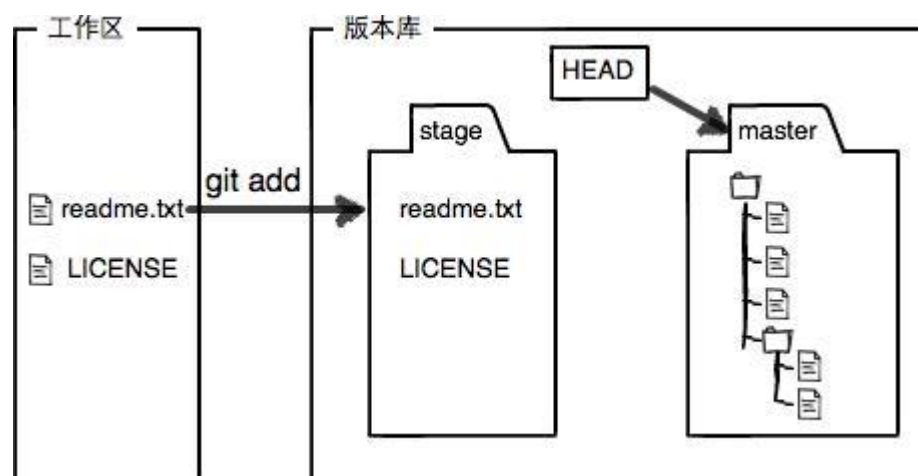 工作区
版本库
HEAD
stage
master
git add
readme.txt
readme.txt
LICENSE
LICENSE